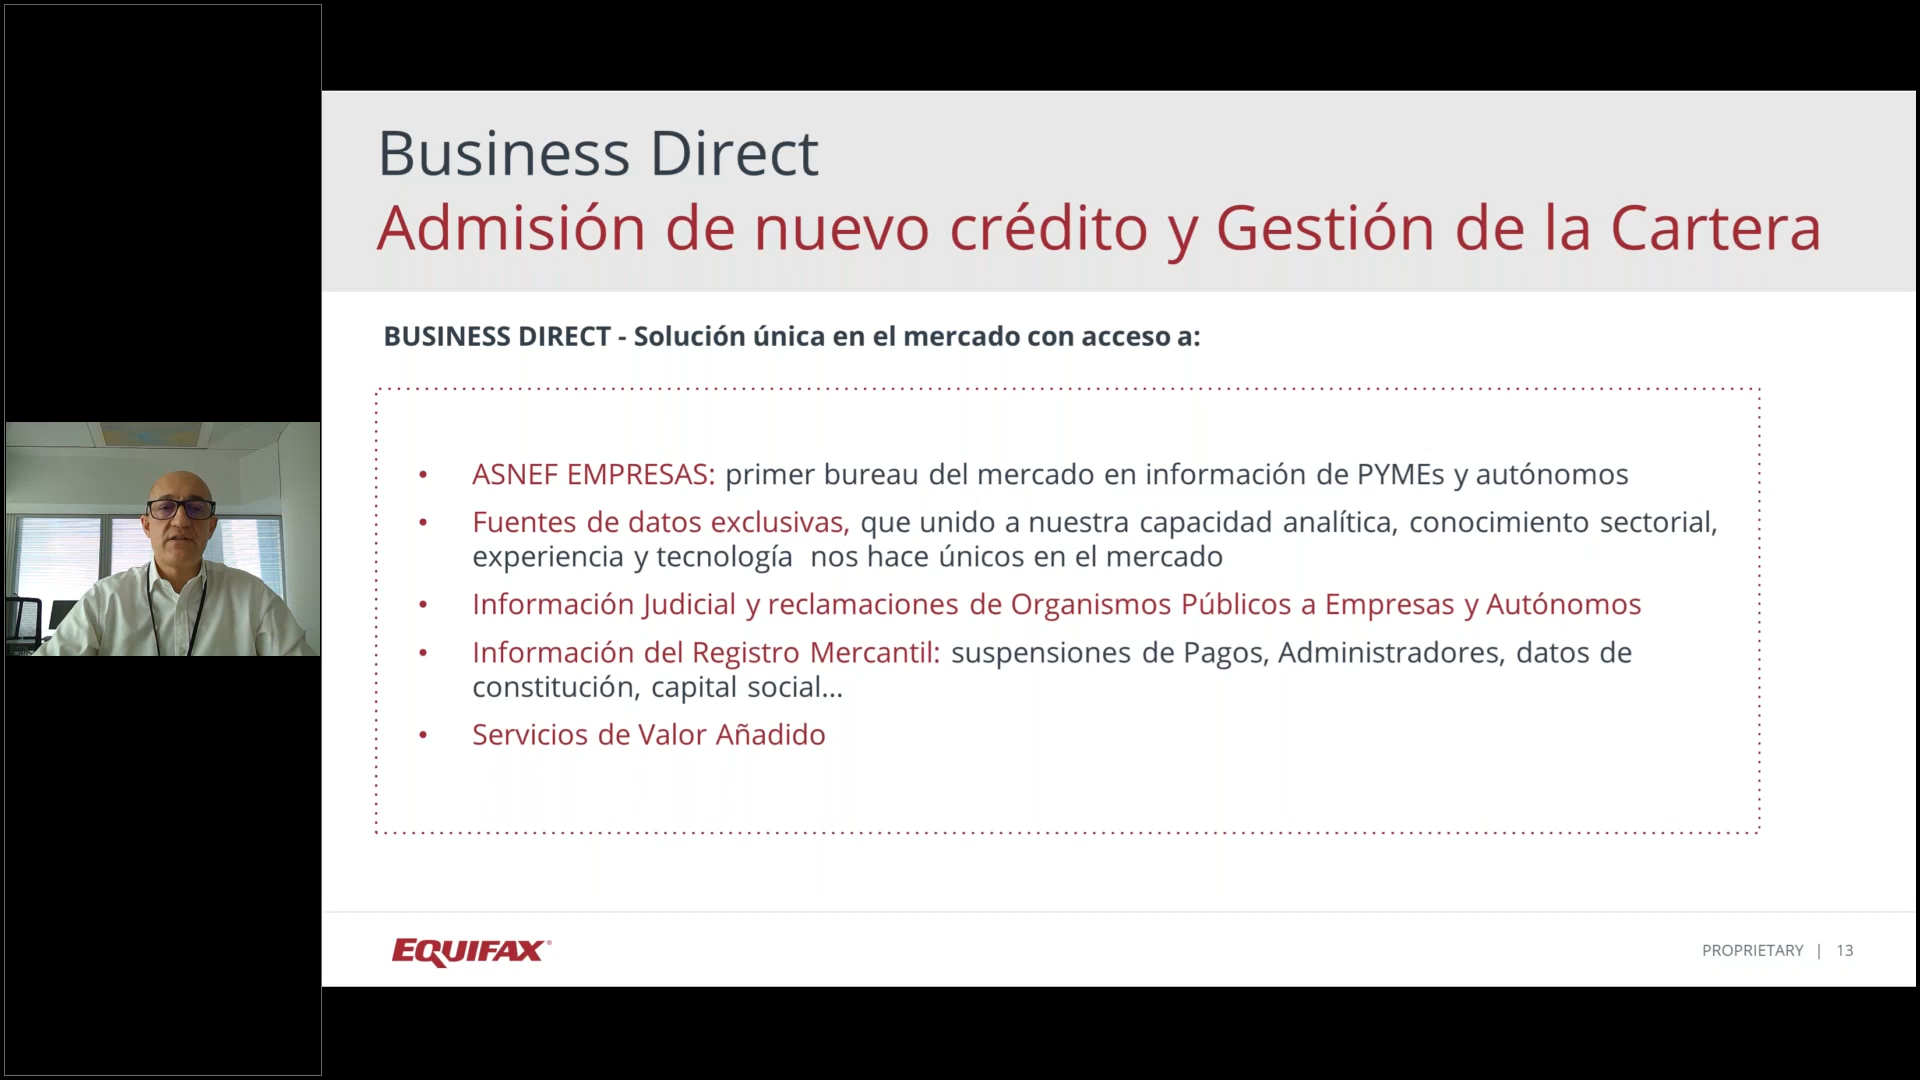 Business Direct
Admisión de nuevo crédito y Gestión de la Cartera
BUSINESS DIRECT - Solución única en el mercado con acceso a:
• ASNEF EMPRESAS: primer bureau del mercado en información de PYMEs y autónomos
• Fuentes de datos exclusivas, que unido a nuestra capacidad analítica, conocimiento sectorial,
experiencia y tecnología nos hace únicos en el mercado
• Información Judicial y reclamaciones de Organismos Públicos a Empresas y Autónomos
• Información del Registro Mercantil: suspensiones de Pagos, Administradores, datos de
constitución, capital social...
• Servicios de Valor Añadido
EQUIFAX®
PROPRIETARY | 13